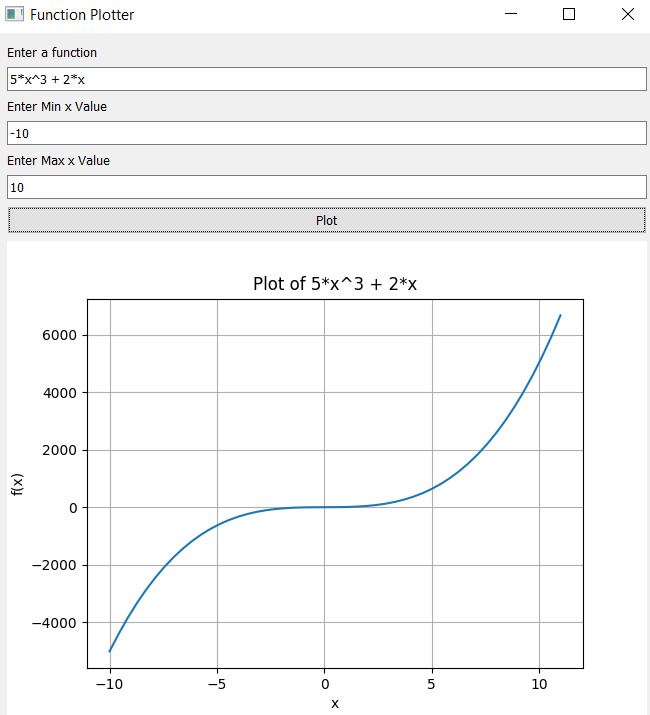 Function Plotter
Enter a function
5*x^3 + 2*x
Enter Min x Value
-10
Enter Max x Value
10
Plot
Plot of 5*x^3 + 2*x
6000
4000
2000
0
−2000
−4000
f(x)
−10 −5 0 5 10
x